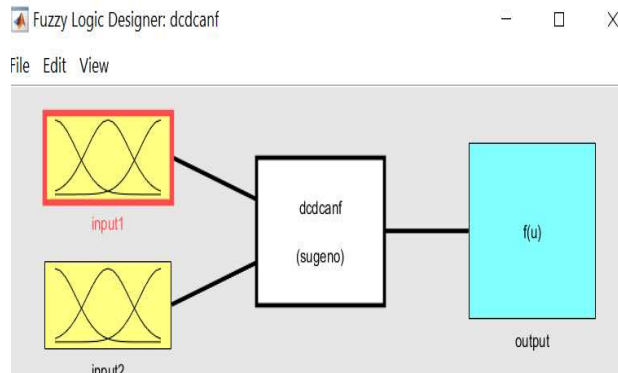 Fuzzy Logic Designer: dcdcanf
File Edit View
input1
dcdcanf
(sugeno)
f(u)
output
input2